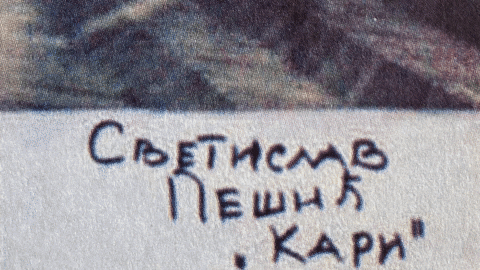 Светислав
Пешић
„Кари"